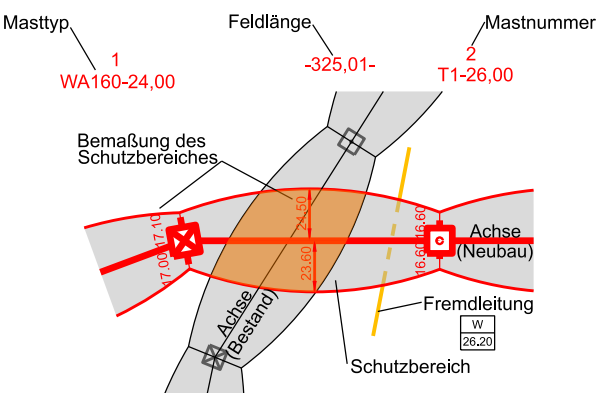 Masttyp
Feldlänge
Mastnummer
1
WA160-24,00
-325,01-
2
T1-26,00
Bemaßung des
Schutzbereiches
24.50
23.60
17.10
17.00
16.60
16.60
Achse
(Neubau)
Achse
(Bestand)
Fremdleitung
W
26.20
Schutzbereich